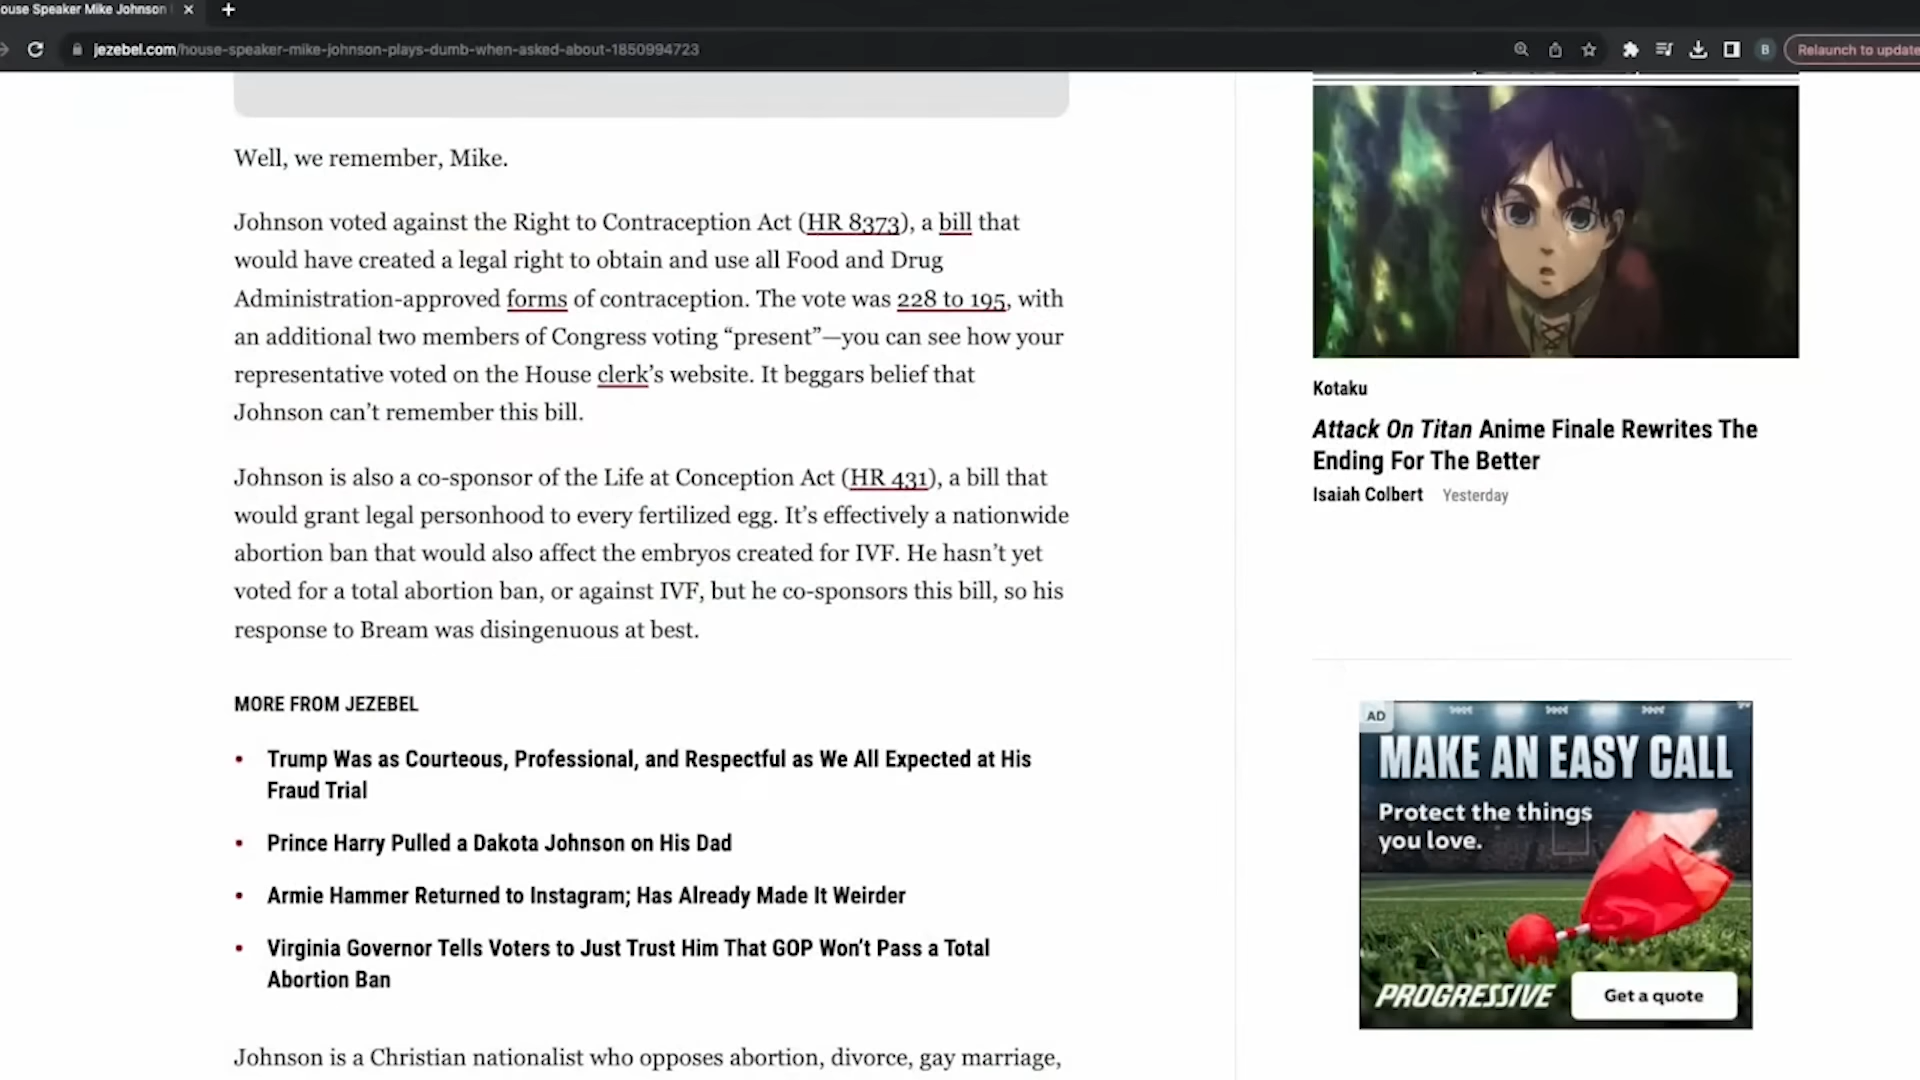 ouse Speaker Mike Johnson
jezebel.com/house-speaker-mike-johnson-plays-dumb-when-asked-about-1850994723
B
Relaunch to update
Well, we remember, Mike.
Johnson voted against the Right to Contraception Act (HR 8373), a bill that
would have created a legal right to obtain and use all Food and Drug
Administration-approved forms of contraception. The vote was 228 to 195, with
an additional two members of Congress voting “present”—you can see how your
representative voted on the House clerk’s website. It beggars belief that
Johnson can’t remember this bill.
Johnson is also a co-sponsor of the Life at Conception Act (HR 431), a bill that
would grant legal personhood to every fertilized egg. It’s effectively a nationwide
abortion ban that would also affect the embryos created for IVF. He hasn’t yet
voted for a total abortion ban, or against IVF, but he co-sponsors this bill, so his
response to Bream was disingenuous at best.
MORE FROM JEZEBEL
Trump Was as Courteous, Professional, and Respectful as We All Expected at His
Fraud Trial
Prince Harry Pulled a Dakota Johnson on His Dad
Armie Hammer Returned to Instagram; Has Already Made It Weirder
Virginia Governor Tells Voters to Just Trust Him That GOP Won’t Pass a Total
Abortion Ban
Johnson is a Christian nationalist who opposes abortion, divorce, gay marriage,
Kotaku
Attack On Titan Anime Finale Rewrites The
Ending For The Better
Isaiah Colbert Yesterday
AD
MAKE AN EASY CALL
Protect the things
you love.
PROGRESSIVE
Get a quote